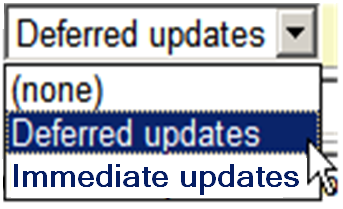 Deferred updates
(none)
Deferred updates
Immediate updates